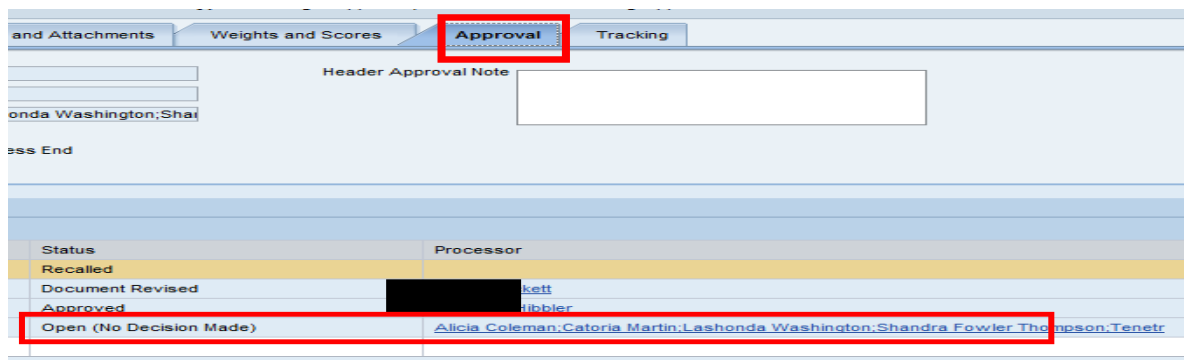 and Attachments Weights and Scores Approval Tracking
Header Approval Note
onda Washington;Shar
ess End
Status Processor
Recalled
Document Revised kett
Approved Hibbler
Open (No Decision Made) Alicia Coleman;Catoria Martin;Lashonda Washington;Shandra Fowler Thompson;Tenetr